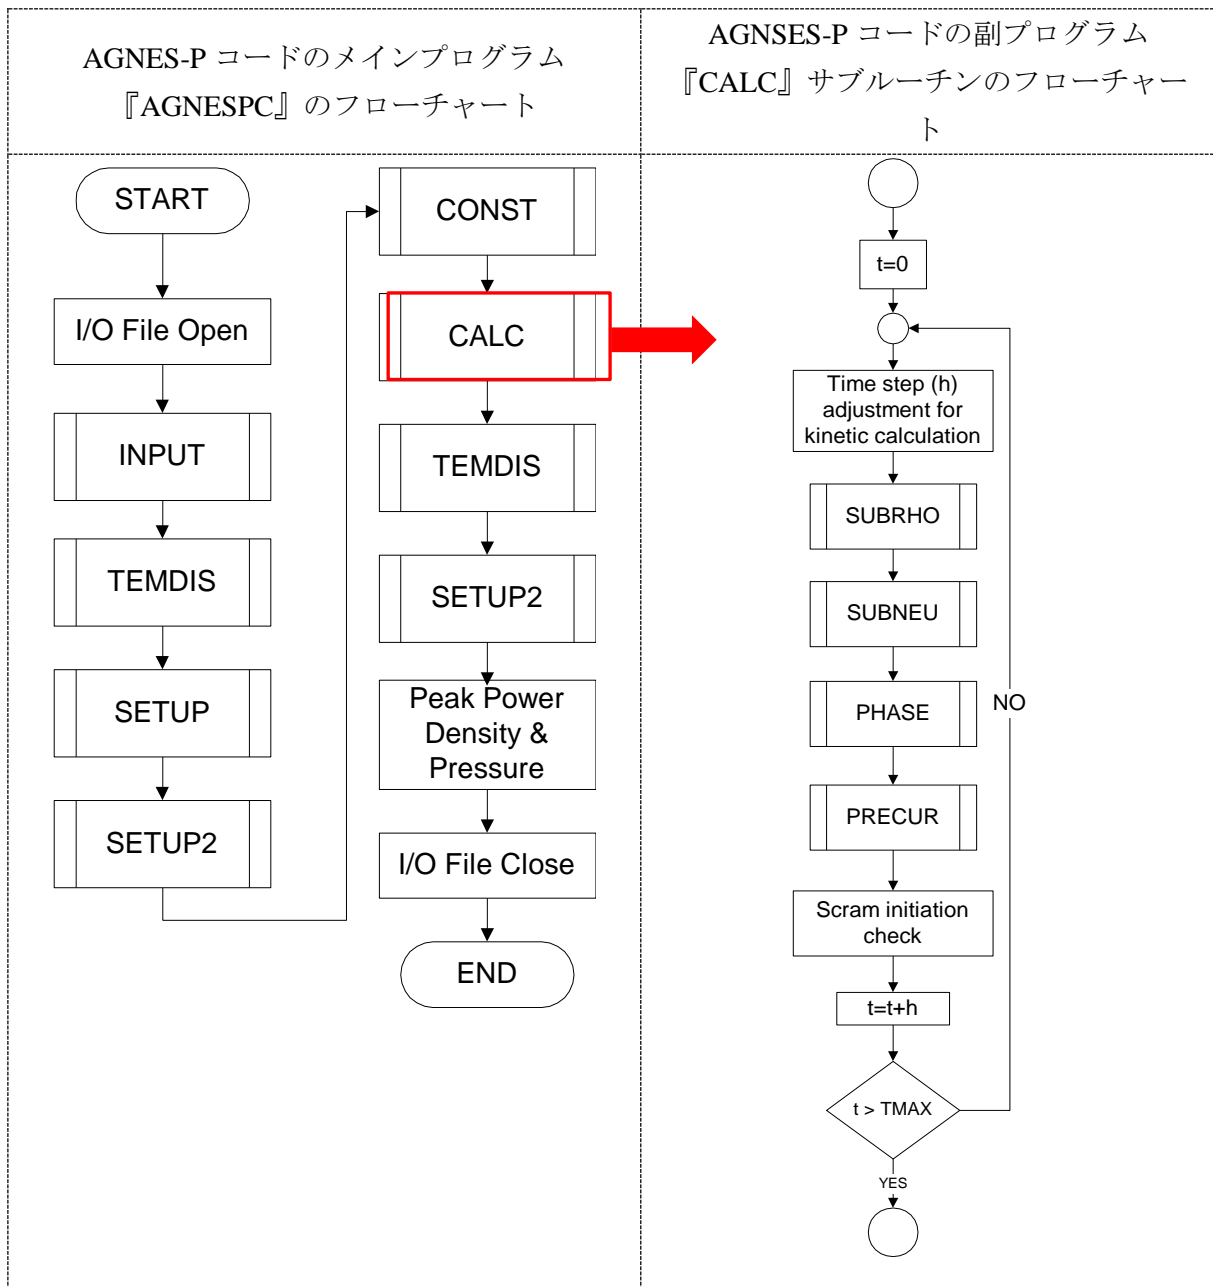 AGNES-P コードのメインプログラム
『AGNESPC』のフローチャート
AGNSES-P コードの副プログラム
『CALC』サブルーチンのフローチャー
ト
START
I/O File Open
INPUT
TEMDIS
SETUP
SETUP2
CONST
CALC
TEMDIS
SETUP2
Peak Power
Density &
Pressure
I/O File Close
END
t=0
Time step (h)
adjustment for
kinetic calculation
SUBRHO
SUBNEU
PHASE
PRECUR
Scram initiation
check
t=t+h
t > TMAX
NO
YES